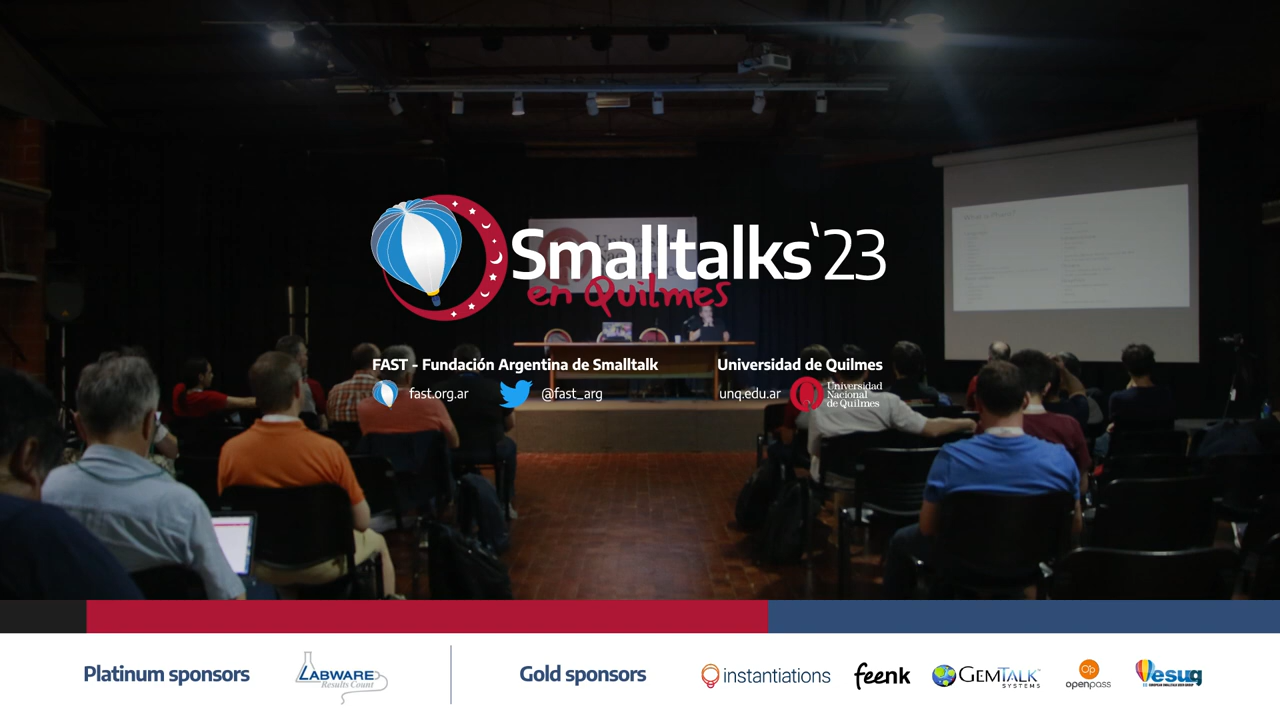 Smalltalks'23
en Quilmes
FAST - Fundación Argentina de Smalltalk
fast.org.ar
@fast_arg
Universidad de Quilmes
unq.edu.ar
Universidad
Nacional
de Quilmes
Platinum sponsors
LABWARE
Results Count
Gold sponsors
instantiations
feenk
GEMTALK
SYSTEMS
openpass
esug